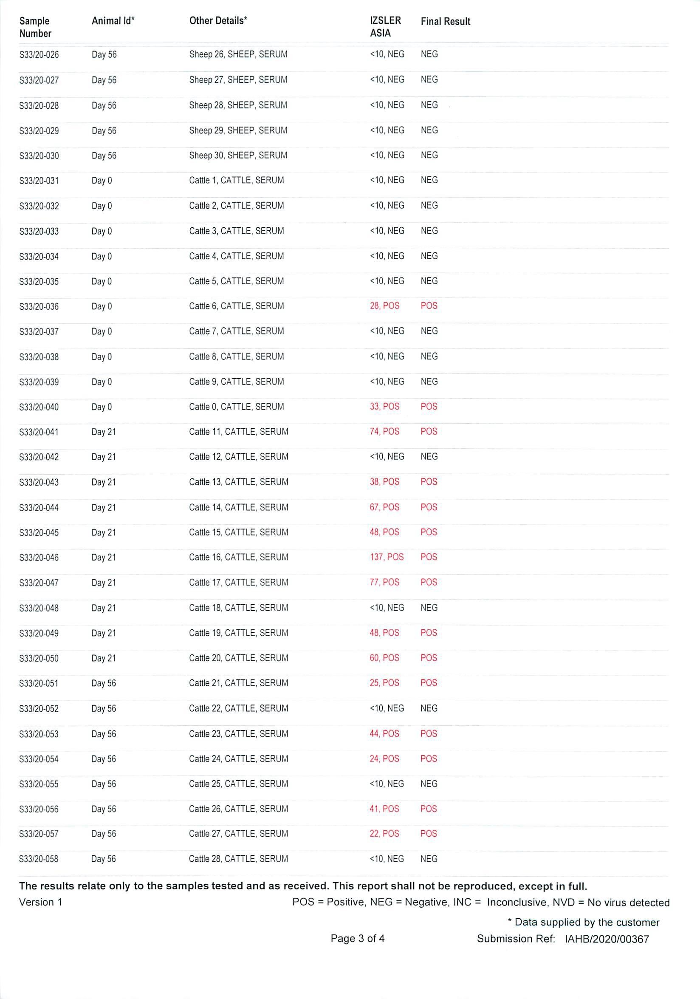 Sample Number Animal Id* Other Details* IZSLER ASIA Final Result
S33/20-026 Day 56 Sheep 26, SHEEP, SERUM <10, NEG NEG
S33/20-027 Day 56 Sheep 27, SHEEP, SERUM <10, NEG NEG
S33/20-028 Day 56 Sheep 28, SHEEP, SERUM <10, NEG NEG
S33/20-029 Day 56 Sheep 29, SHEEP, SERUM <10, NEG NEG
S33/20-030 Day 56 Sheep 30, SHEEP, SERUM <10, NEG NEG
S33/20-031 Day 0 Cattle 1, CATTLE, SERUM <10, NEG NEG
S33/20-032 Day 0 Cattle 2, CATTLE, SERUM <10, NEG NEG
S33/20-033 Day 0 Cattle 3, CATTLE, SERUM <10, NEG NEG
S33/20-034 Day 0 Cattle 4, CATTLE, SERUM <10, NEG NEG
S33/20-035 Day 0 Cattle 5, CATTLE, SERUM <10, NEG NEG
S33/20-036 Day 0 Cattle 6, CATTLE, SERUM 28, POS POS
S33/20-037 Day 0 Cattle 7, CATTLE, SERUM <10, NEG NEG
S33/20-038 Day 0 Cattle 8, CATTLE, SERUM <10, NEG NEG
S33/20-039 Day 0 Cattle 9, CATTLE, SERUM <10, NEG NEG
S33/20-040 Day 0 Cattle 0, CATTLE, SERUM 33, POS POS
S33/20-041 Day 21 Cattle 11, CATTLE, SERUM 74, POS POS
S33/20-042 Day 21 Cattle 12, CATTLE, SERUM <10, NEG NEG
S33/20-043 Day 21 Cattle 13, CATTLE, SERUM 38, POS POS
S33/20-044 Day 21 Cattle 14, CATTLE, SERUM 67, POS POS
S33/20-045 Day 21 Cattle 15, CATTLE, SERUM 48, POS POS
S33/20-046 Day 21 Cattle 16, CATTLE, SERUM 137, POS POS
S33/20-047 Day 21 Cattle 17, CATTLE, SERUM 77, POS POS
S33/20-048 Day 21 Cattle 18, CATTLE, SERUM <10, NEG NEG
S33/20-049 Day 21 Cattle 19, CATTLE, SERUM 48, POS POS
S33/20-050 Day 21 Cattle 20, CATTLE, SERUM 60, POS POS
S33/20-051 Day 56 Cattle 21, CATTLE, SERUM 25, POS POS
S33/20-052 Day 56 Cattle 22, CATTLE, SERUM <10, NEG NEG
S33/20-053 Day 56 Cattle 23, CATTLE, SERUM 44, POS POS
S33/20-054 Day 56 Cattle 24, CATTLE, SERUM 24, POS POS
S33/20-055 Day 56 Cattle 25, CATTLE, SERUM <10, NEG NEG
S33/20-056 Day 56 Cattle 26, CATTLE, SERUM 41, POS POS
S33/20-057 Day 56 Cattle 27, CATTLE, SERUM 22, POS POS
S33/20-058 Day 56 Cattle 28, CATTLE, SERUM <10, NEG NEG
The results relate only to the samples tested and as received. This report shall not be reproduced, except in full.
Version 1 POS = Positive, NEG = Negative, INC = Inconclusive, NVD = No virus detected
* Data supplied by the customer
Page 3 of 4 Submission Ref: IAHB/2020/00367